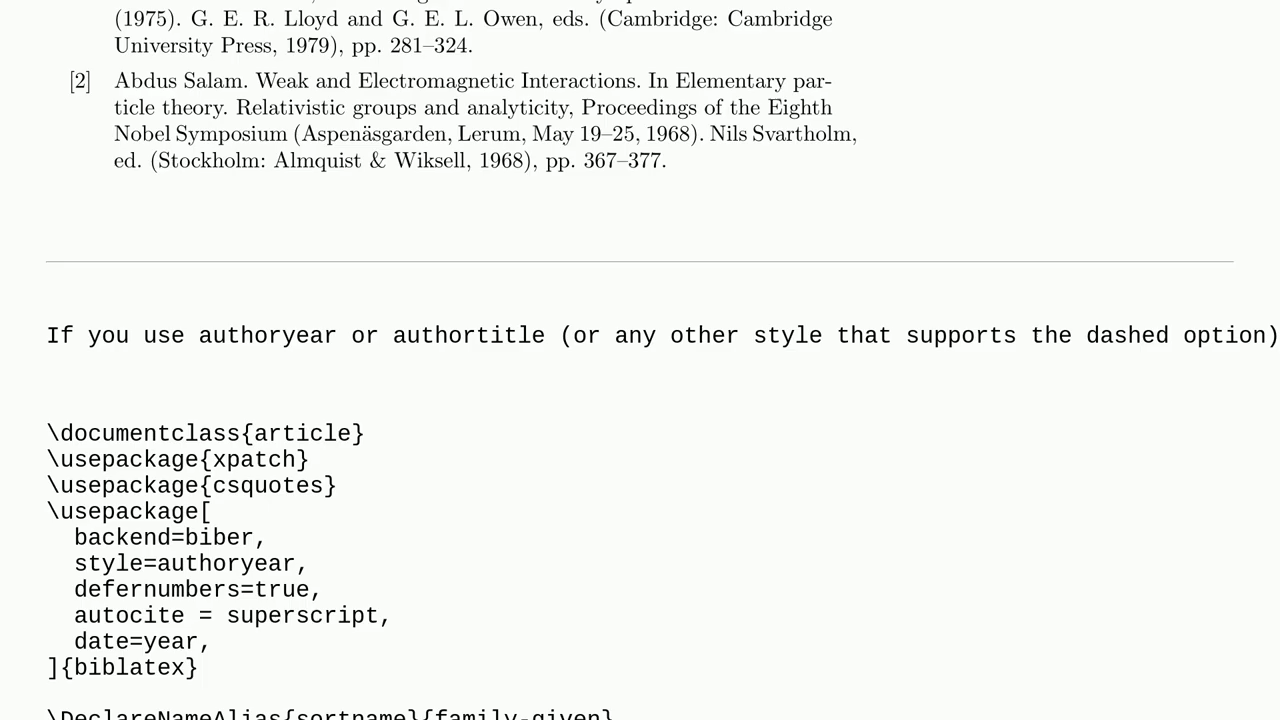 (1975). G. E. R. Lloyd and G. E. L. Owen, eds. (Cambridge: Cambridge
University Press, 1979), pp. 281–324.
[2] Abdus Salam. Weak and Electromagnetic Interactions. In Elementary par-
ticle theory. Relativistic groups and analyticity, Proceedings of the Eighth
Nobel Symposium (Aspenäsgarden, Lerum, May 19–25, 1968). Nils Svartholm,
ed. (Stockholm: Almquist & Wiksell, 1968), pp. 367–377.
If you use authoryear or authortitle (or any other style that supports the dashed option)
\documentclass{article}
\usepackage{xpatch}
\usepackage{csquotes}
\usepackage[
  backend=biber,
  style=authoryear,
  defernumbers=true,
  autocite = superscript,
  date=year,
]{biblatex}
\DeclareNameAlias{sortname}{family-given}